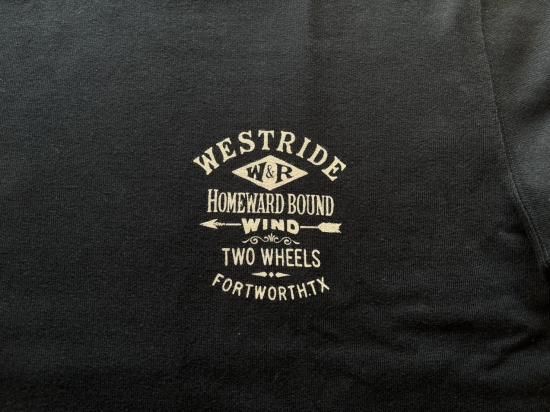 WESTRIDE
W&R
HOMEWARD BOUND
WIND
TWO WHEELS
FORTWORTH.TX